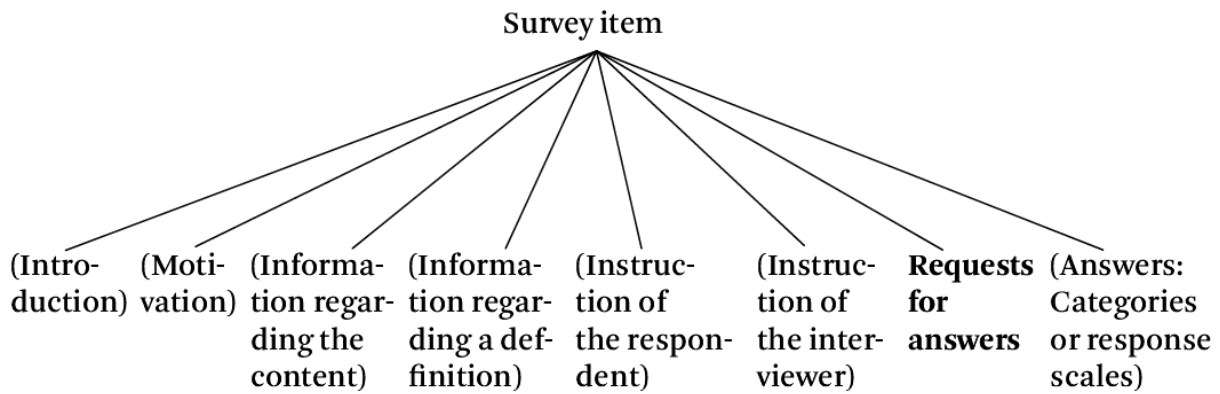 Survey item
(Intro-
duction)
(Moti-
vation)
(Informa-
tion regar-
ding the
content)
(Informa-
tion regar-
ding a def-
finition)
(Instruc-
tion of
the respon-
dent)
(Instruc-
tion of
the inter-
viewer)
Requests
for
answers
(Answers:
Categories
or response
scales)